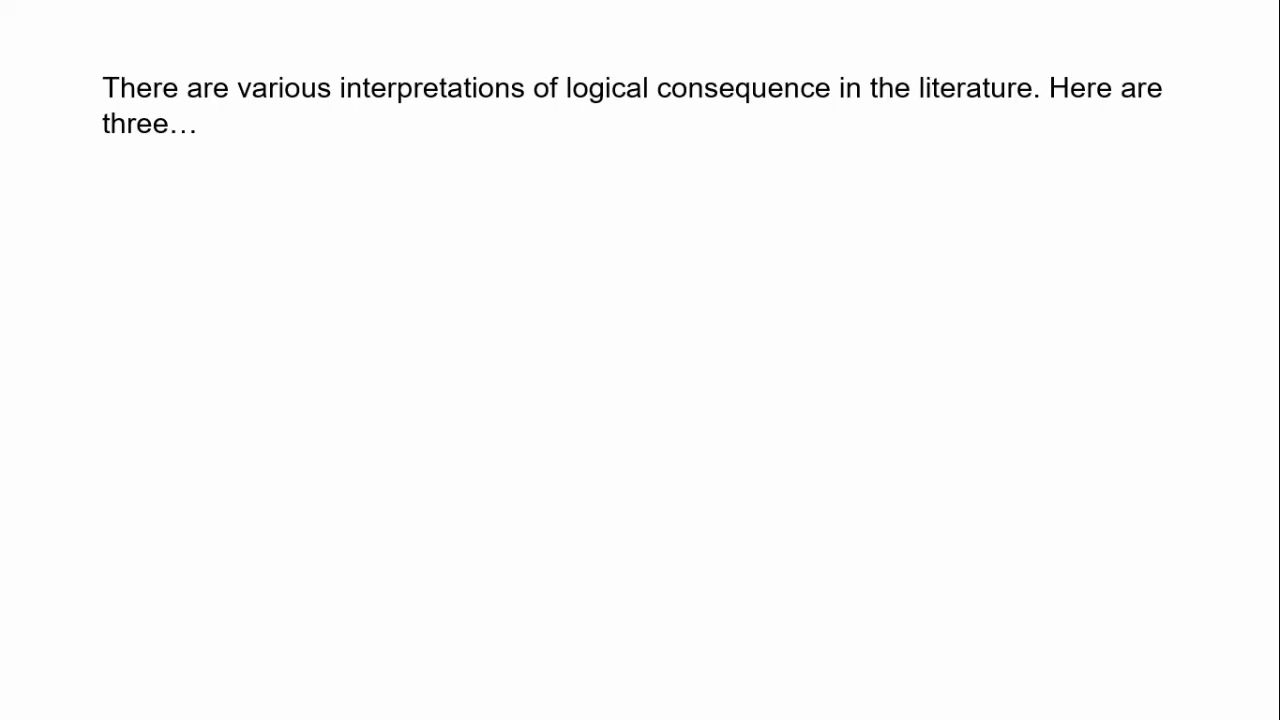 There are various interpretations of logical consequence in the literature. Here are
three…